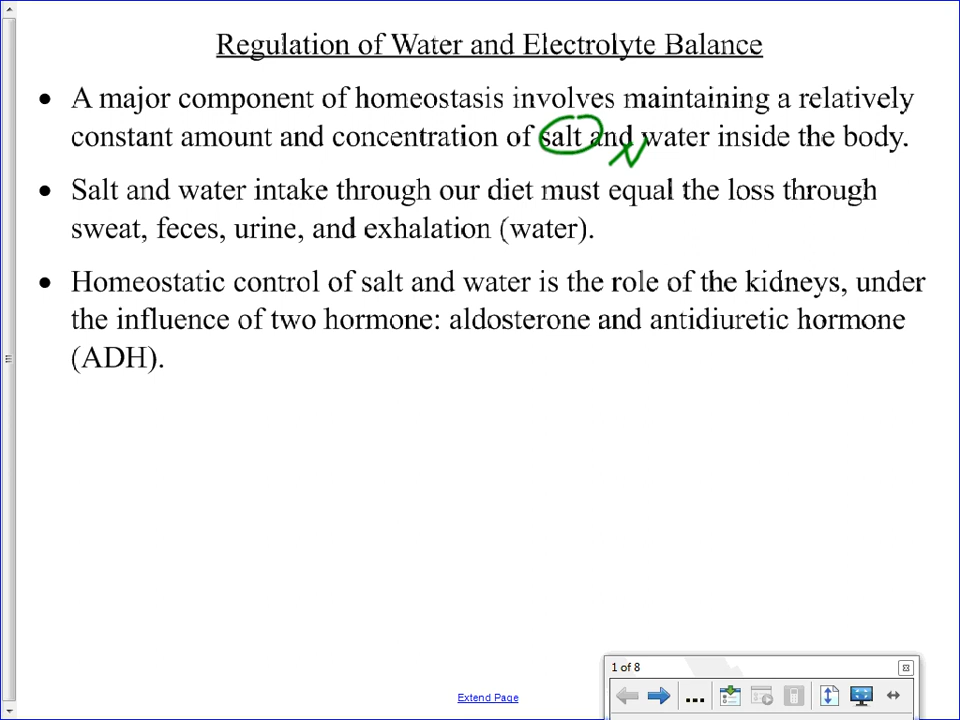 Regulation of Water and Electrolyte Balance
• A major component of homeostasis involves maintaining a relatively
constant amount and concentration of salt and water inside the body.
N
• Salt and water intake through our diet must equal the loss through
sweat, feces, urine, and exhalation (water).
• Homeostatic control of salt and water is the role of the kidneys, under
the influence of two hormone: aldosterone and antidiuretic hormone
(ADH).
1 of 8
Extend Page